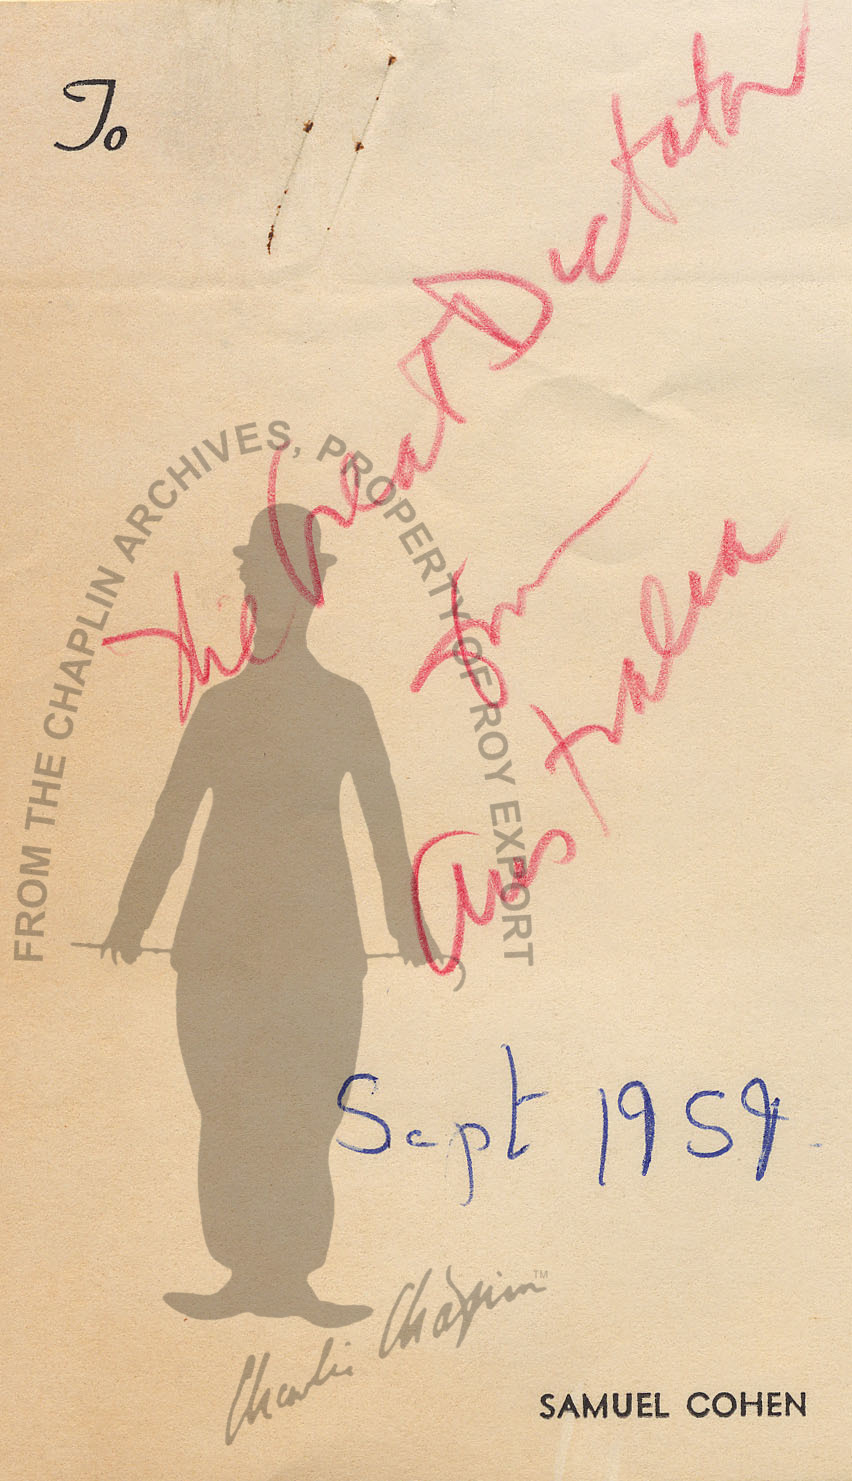 To
The Great Dictator
In
Australia
Sept 1959.
SAMUEL COHEN
FROM THE CHAPLIN ARCHIVES, PROPERTY OF ROY EXPORT
Charlie Chaplin™